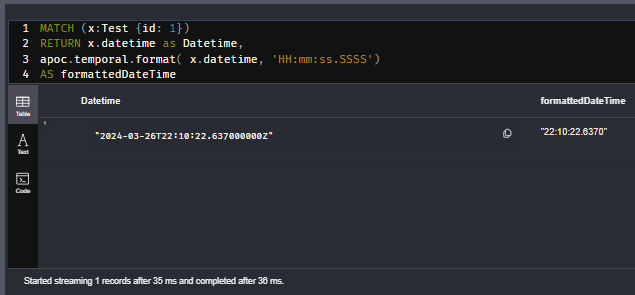 1 MATCH (x:Test {id: 1})
2 RETURN x.datetime as Datetime,
3 apoc.temporal.format( x.datetime, 'HH:mm:ss.SSSS')
4 AS formattedDateTime
Table
Text
Code
Datetime formattedDateTime
1
"2024-03-26T22:10:22.637000000Z" "22:10:22.6370"
Started streaming 1 records after 35 ms and completed after 36 ms.